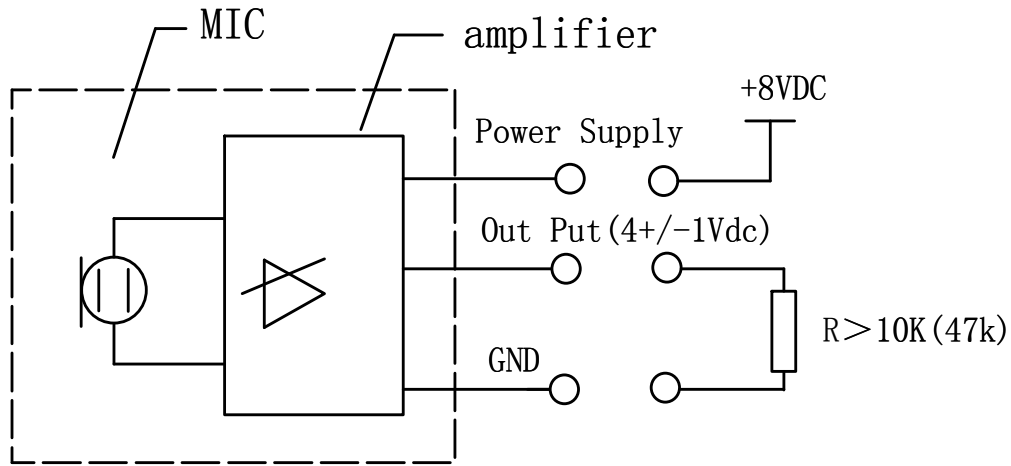 MIC
amplifier
+8VDC
Power Supply
Out Put(4+/-1Vdc)
R>10K(47k)
GND